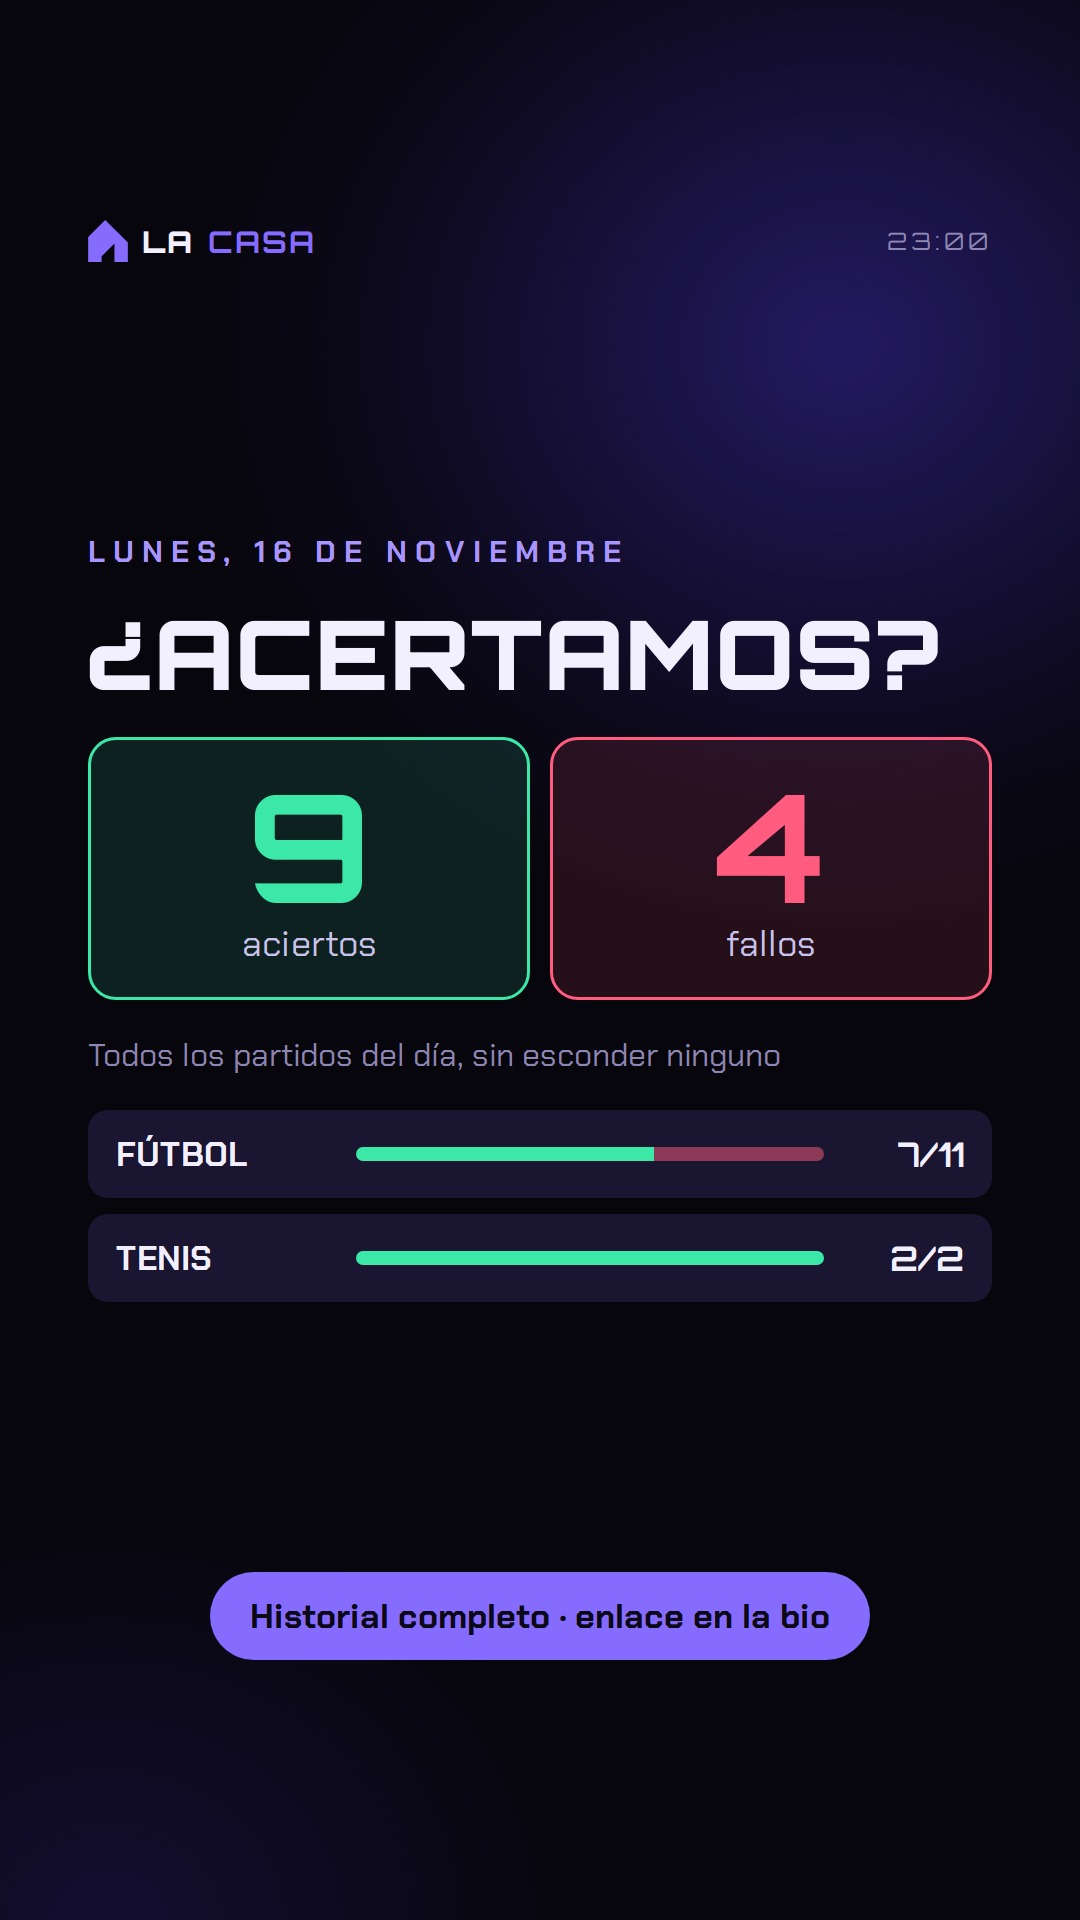 LA CASA
23:00
LUNES, 16 DE NOVIEMBRE
¿ACERTAMOS?
9
aciertos
4
fallos
Todos los partidos del día, sin esconder ninguno
FÚTBOL 7/11
TENIS 2/2
Historial completo · enlace en la bio